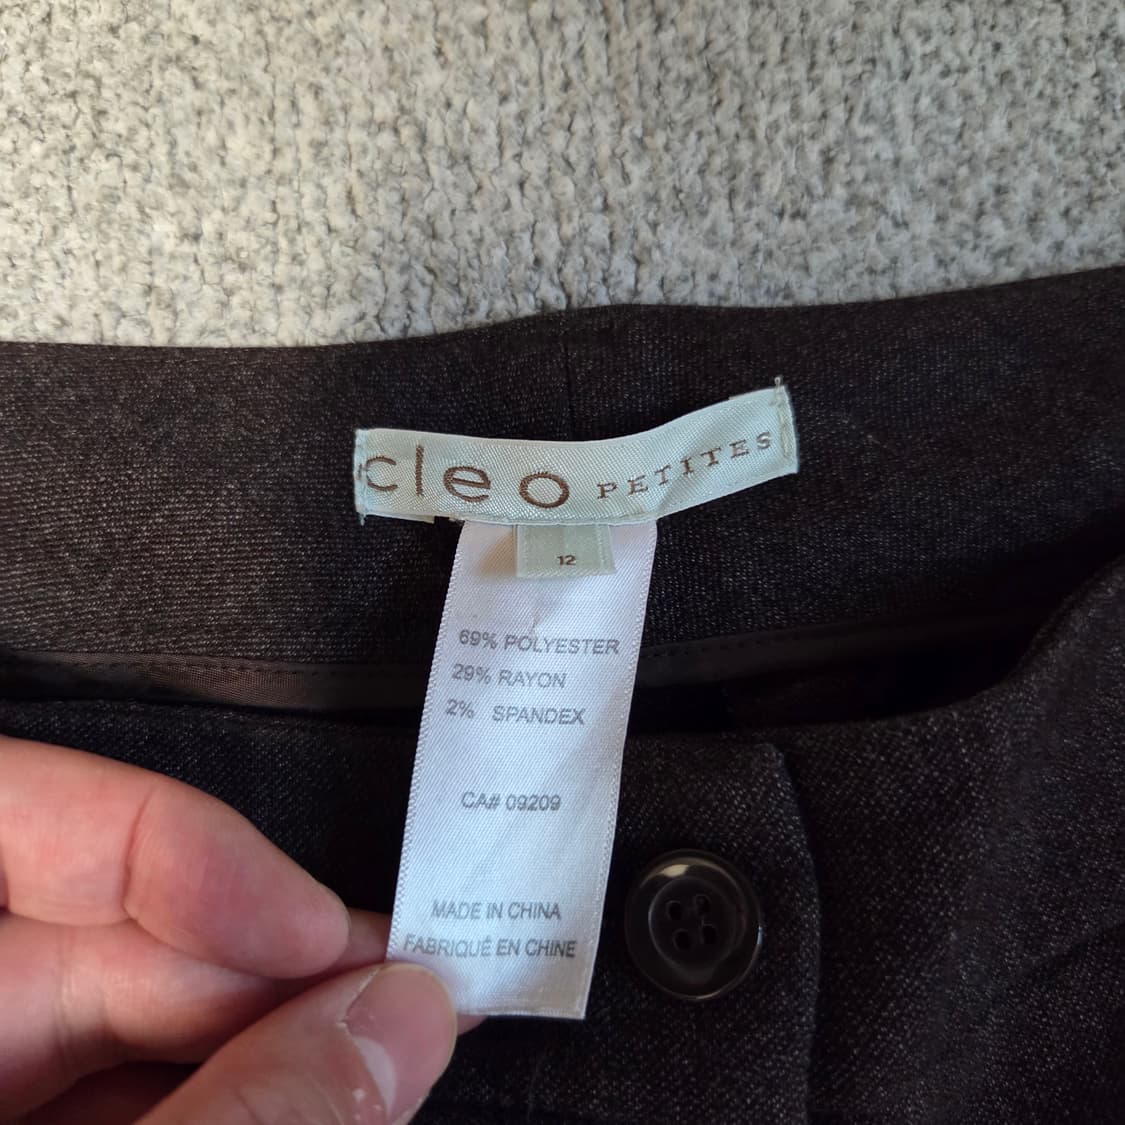 cleo PETITES
12
69% POLYESTER
29% RAYON
2% SPANDEX
CA# 09209
MADE IN CHINA
FABRIQUÉ EN CHINE